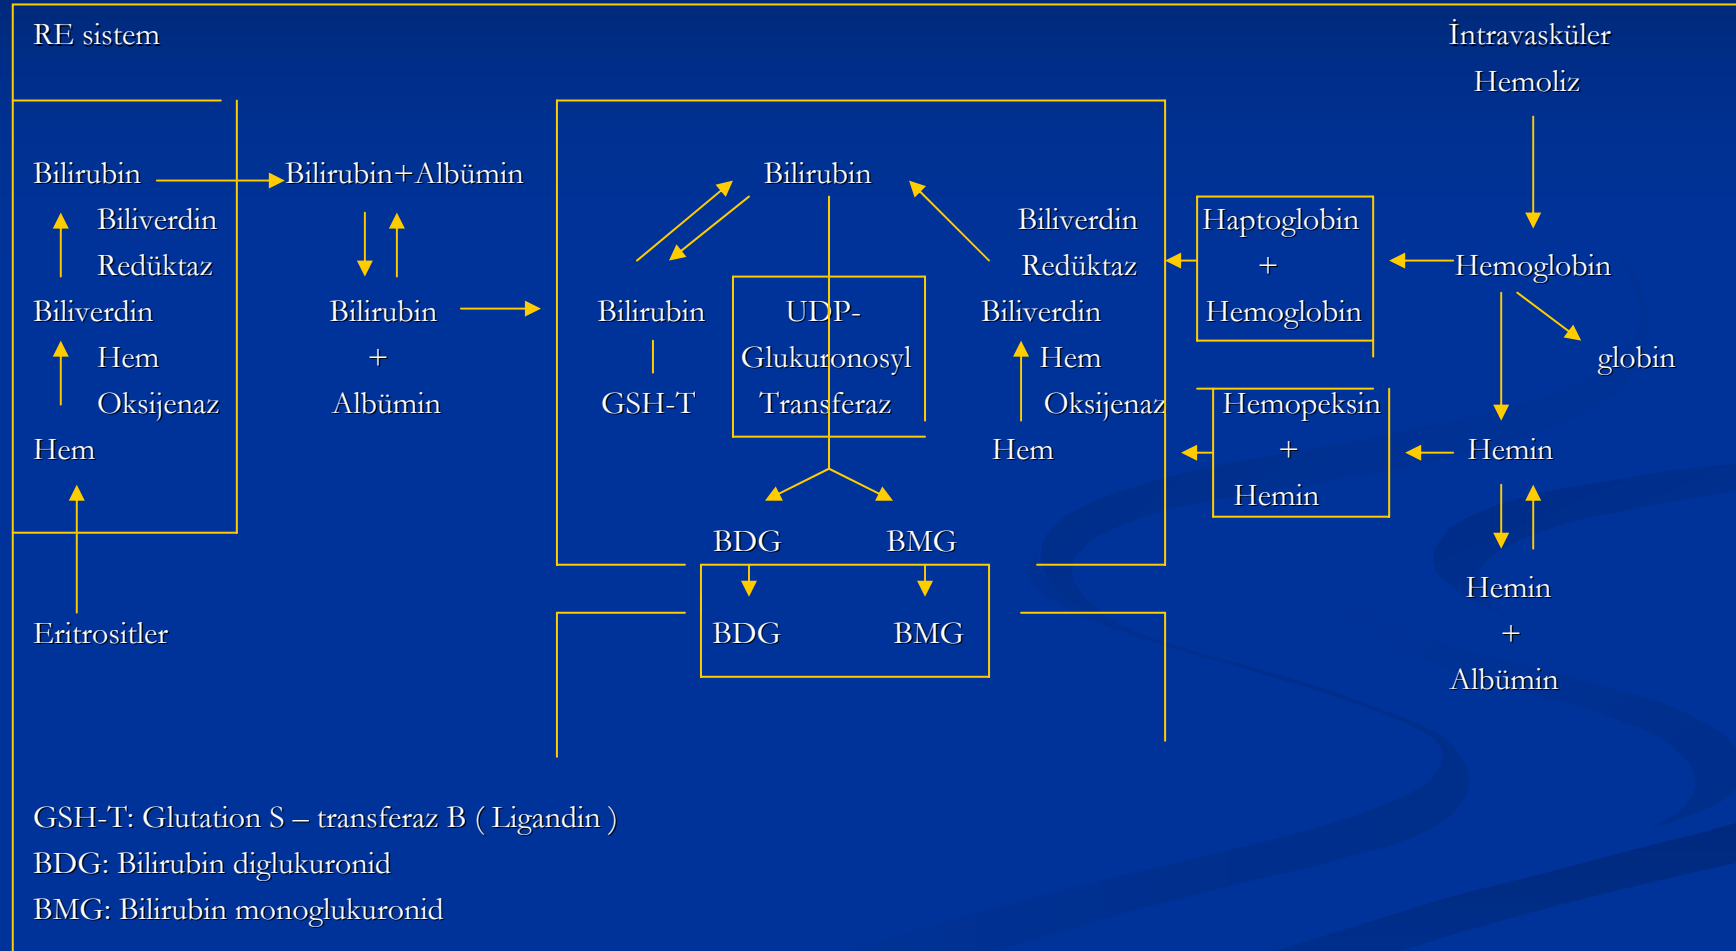 RE sistem
İntravasküler
Hemoliz
Bilirubin
Biliverdin
Redüktaz
Biliverdin
Hem
Oksijenaz
Hem
Eritrositler
Bilirubin+Albümin
Bilirubin
+
Albümin
Bilirubin
Bilirubin
GSH-T
UDP-
Glukuronosyl
Transferaz
Biliverdin
Redüktaz
Biliverdin
Hem
Oksijenaz
Hem
BDG BMG
BDG BMG
Haptoglobin
+
Hemoglobin
Hemopeksin
+
Hemin
Hemoglobin
globin
Hemin
Hemin
+
Albümin
GSH-T: Glutation S – transferaz B ( Ligandin )
BDG: Bilirubin diglukuronid
BMG: Bilirubin monoglukuronid